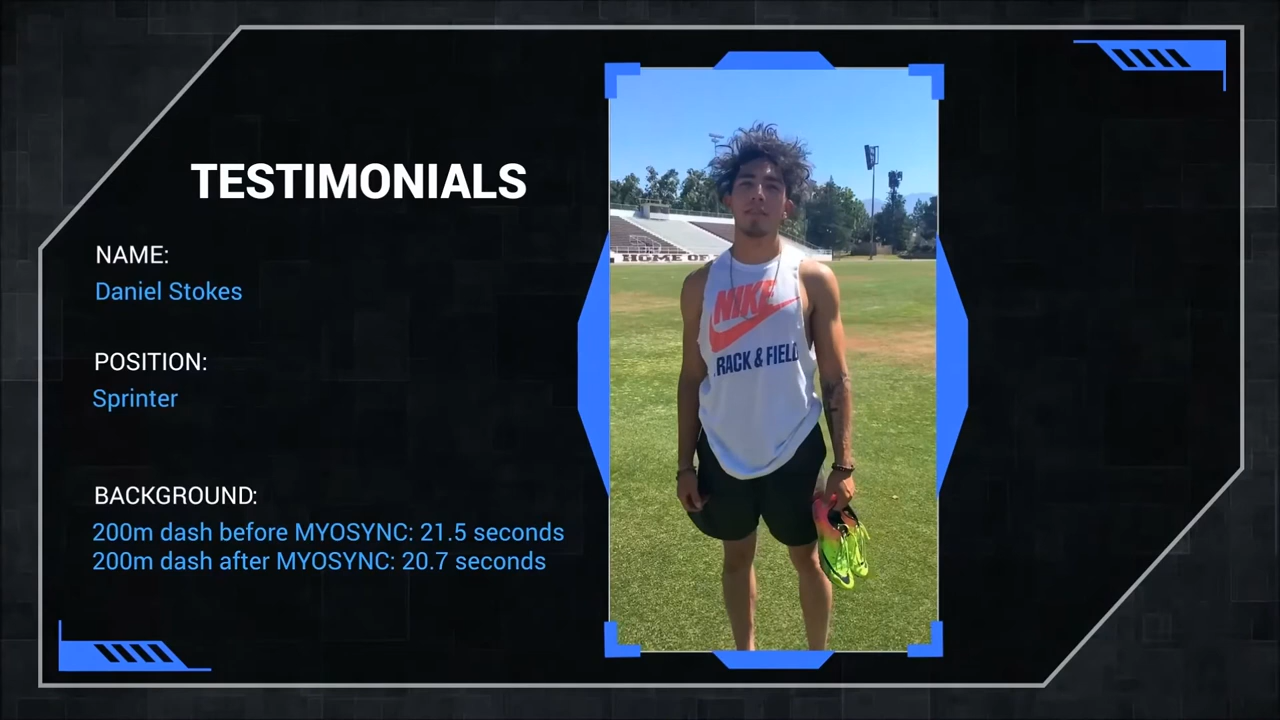 TESTIMONIALS
NAME:
Daniel Stokes
POSITION:
Sprinter
BACKGROUND:
200m dash before MYOSYNC: 21.5 seconds
200m dash after MYOSYNC: 20.7 seconds
HOME OF
NIKE
RACK & FIELD